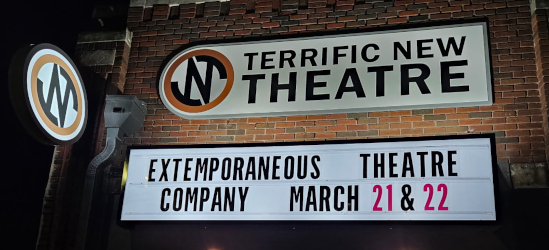 TERRIFIC NEW
THEATRE
EXTEMPORANEOUS THEATRE
COMPANY MARCH 21 & 22